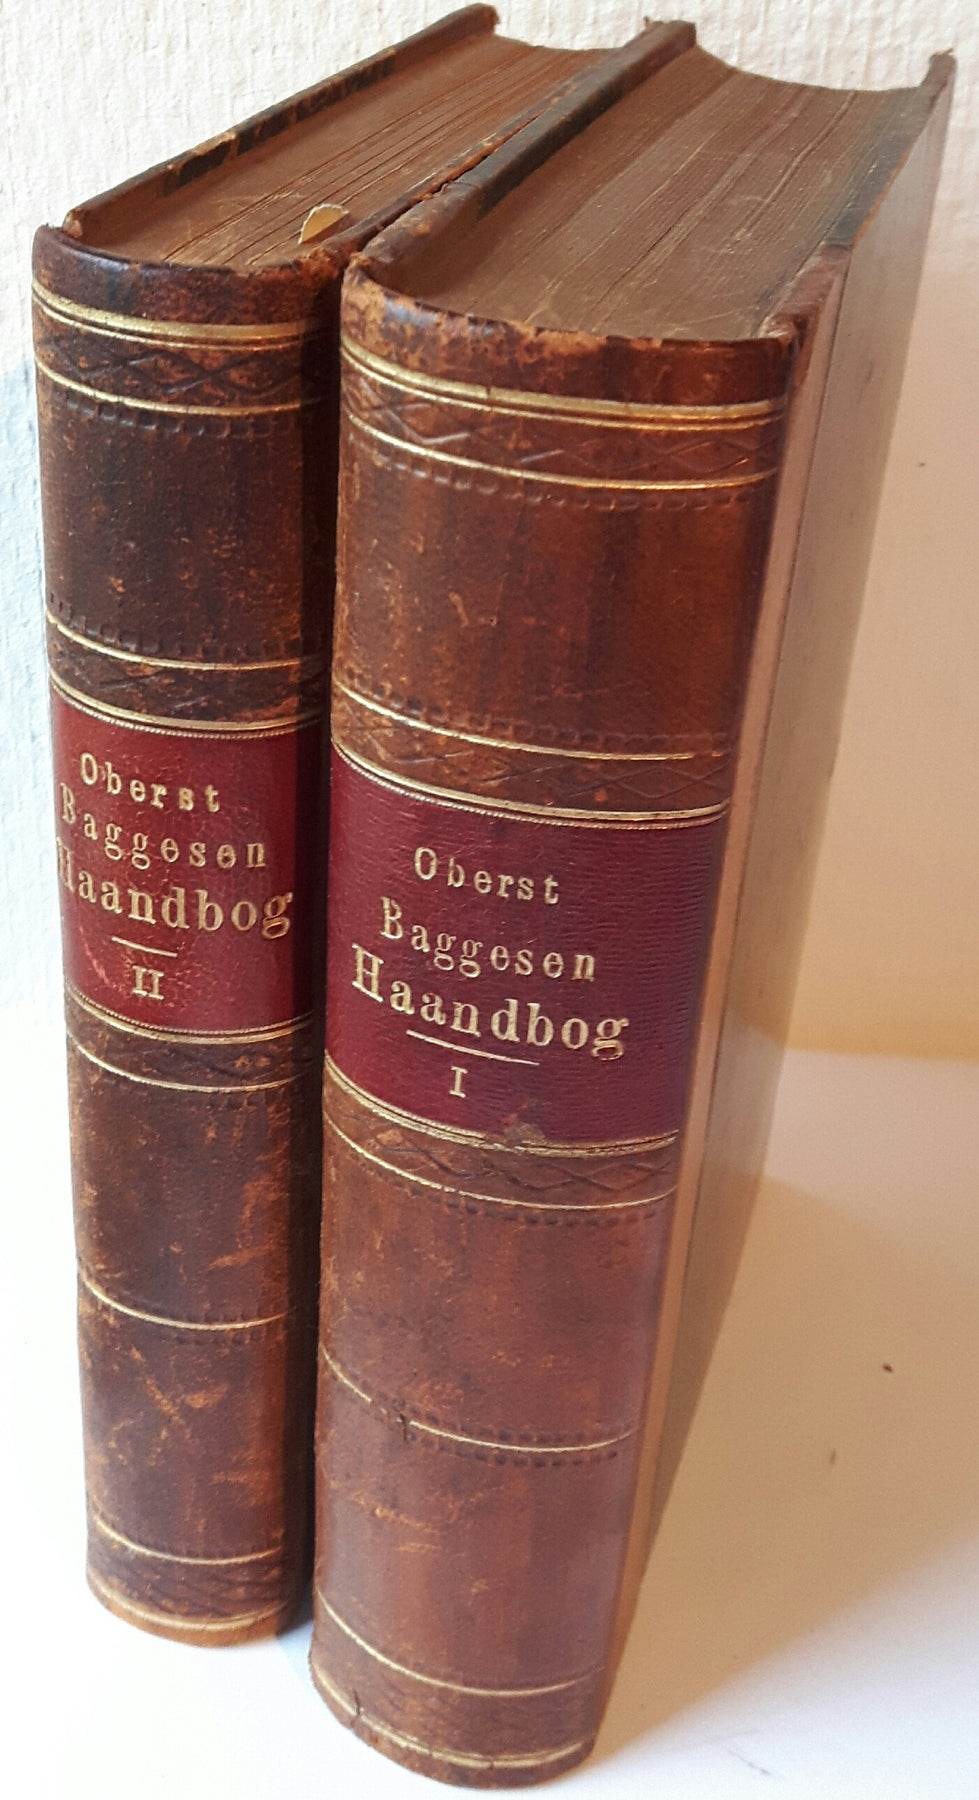 Oberst
Baggesen
Haandbog
II
Oberst
Baggesen
Haandbog
I